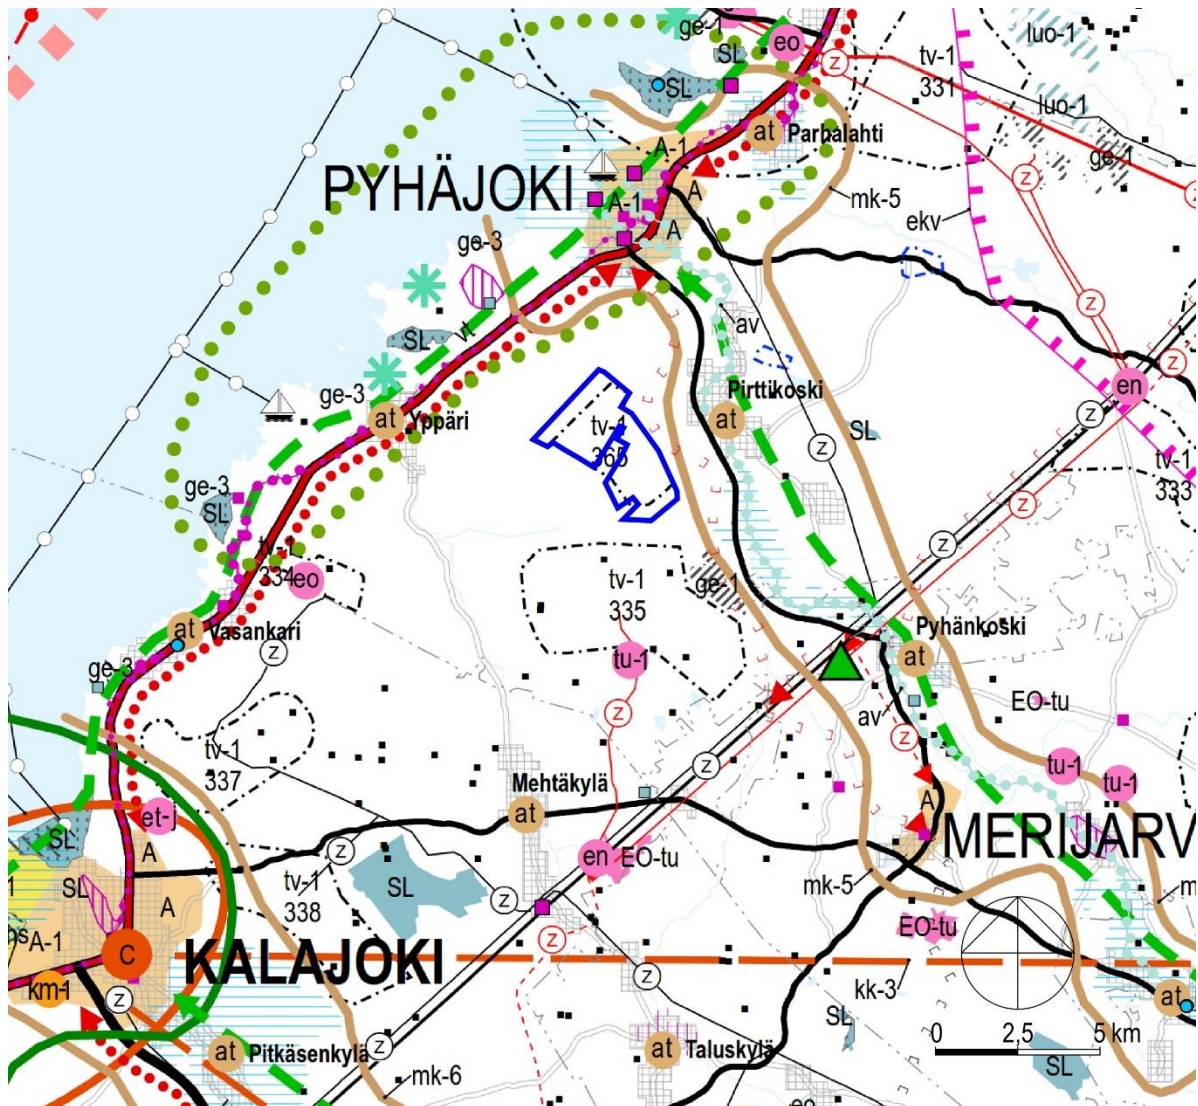 ge-1
eo
luo-1
SL
tv-1
331
SL
luo-1
at
Parhalahti
ge-1
A-1
PYHÄJOKI
A
mk-5
A-1
ekv
A
ge-3
z
z
z
z
z
av
vt
SL
Pirttikoski
en
ge-3
at
Yppäri
at
z
tv-1
365
SL
z
tv-1
333
ge-3
SL
z
z
tv-1
334
eo
tv-1
335
ge-1
at
Vasankari
Pyhänkoski
z
tu-1
at
ge-3
EO-tu
av
z
z
tv-1
337
z
tu-1
tu-1
Mehtäkylä
et-j
at
A
MERIJÄRV
SL
A
z
en
EO-tu
SL
tv-1
338
SL
z
mk-5
m
A
A-1
z
EO-tu
C
KALAJOKI
km-1
z
z
kk-3
at
SL
0
2,5
5 km
at
Pitkäsenkylä
z
at
Taluskylä
SL
mk-6